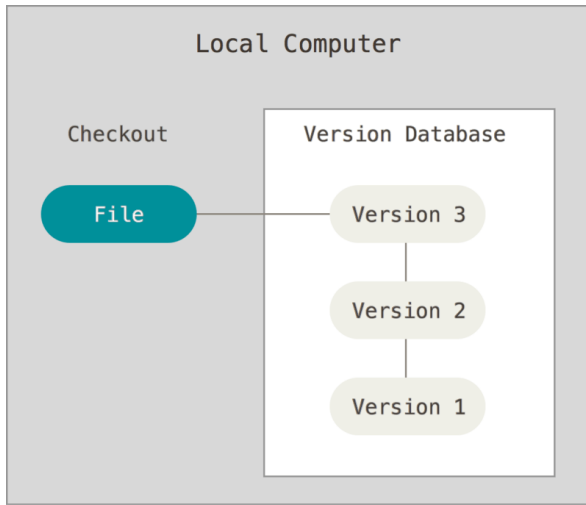 Local Computer
Checkout
Version Database
File
Version 3
Version 2
Version 1